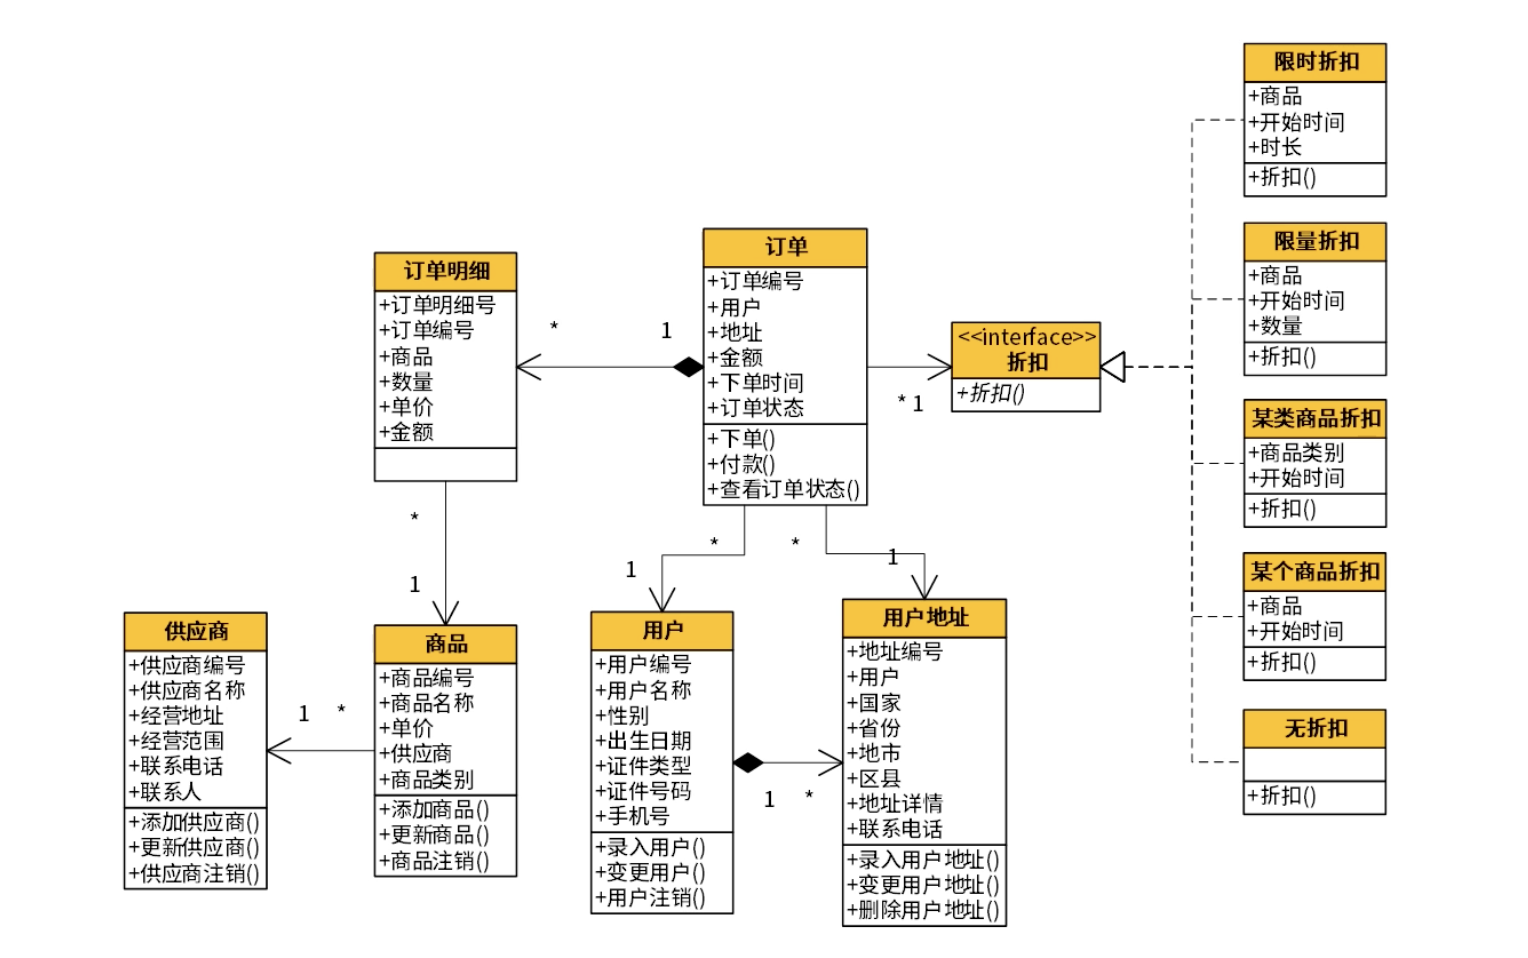 限时折扣
+商品
+开始时间
+时长
+折扣()
限量折扣
+商品
+开始时间
+数量
+折扣()
某类商品折扣
+商品类别
+开始时间
+折扣()
某个商品折扣
+商品
+开始时间
+折扣()
无折扣
+折扣()
订单
+订单编号
+用户
+地址
+金额
+下单时间
+订单状态
+下单()
+付款()
+查看订单状态()
订单明细
+订单明细号
+订单编号
+商品
+数量
+单价
+金额
* 1
<<interface>>
折扣
+折扣()
* 1
*
1
*
1
*
1
供应商
+供应商编号
+供应商名称
+经营地址
+经营范围
+联系电话
+联系人
+添加供应商()
+更新供应商()
+供应商注销()
1 *
商品
+商品编号
+商品名称
+单价
+供应商
+商品类别
+添加商品()
+更新商品()
+商品注销()
用户
+用户编号
+用户名称
+性别
+出生日期
+证件类型
+证件号码
+手机号
+录入用户()
+变更用户()
+用户注销()
1 *
用户地址
+地址编号
+用户
+国家
+省份
+地市
+区县
+地址详情
+联系电话
+录入用户地址()
+变更用户地址()
+删除用户地址()